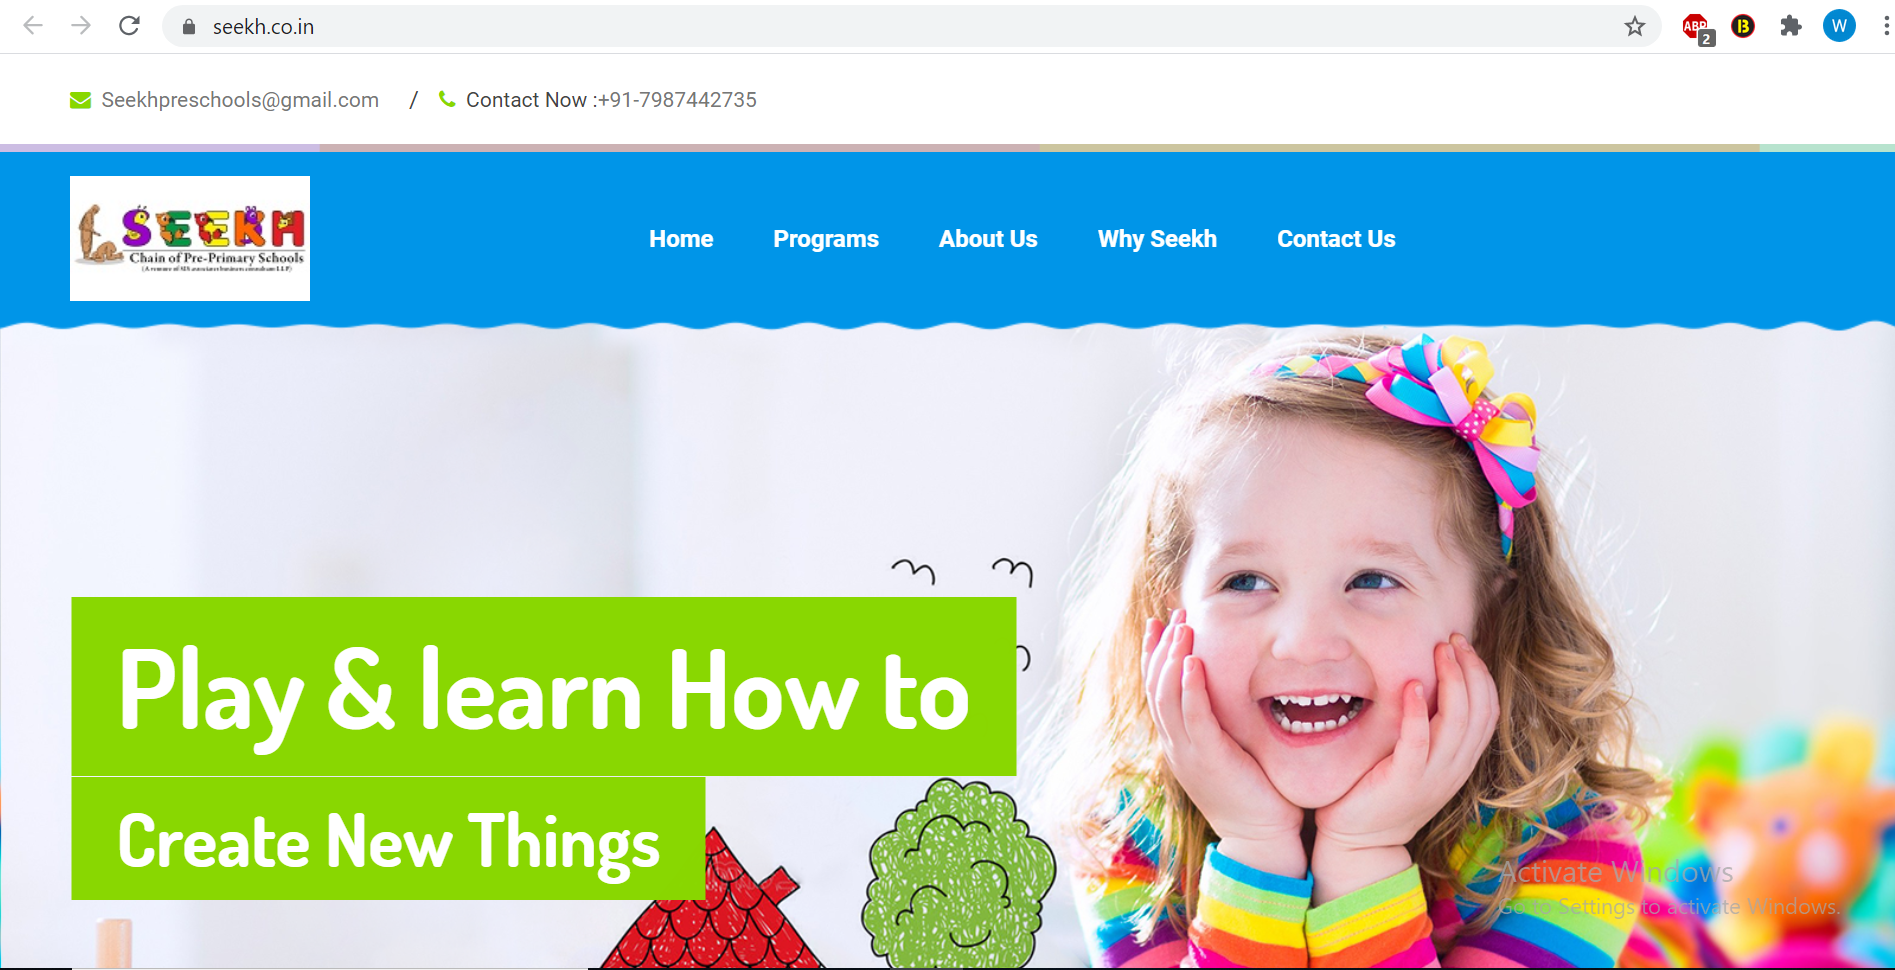 seekh.co.in
ABP
2
B
W
Seekhpreschools@gmail.com / Contact Now :+91-7987442735
SEEKH
Chain of Pre-Primary Schools
Home Programs About Us Why Seekh Contact Us
Play & learn How to
Create New Things
Activate Windows
Go to Settings to activate Windows.